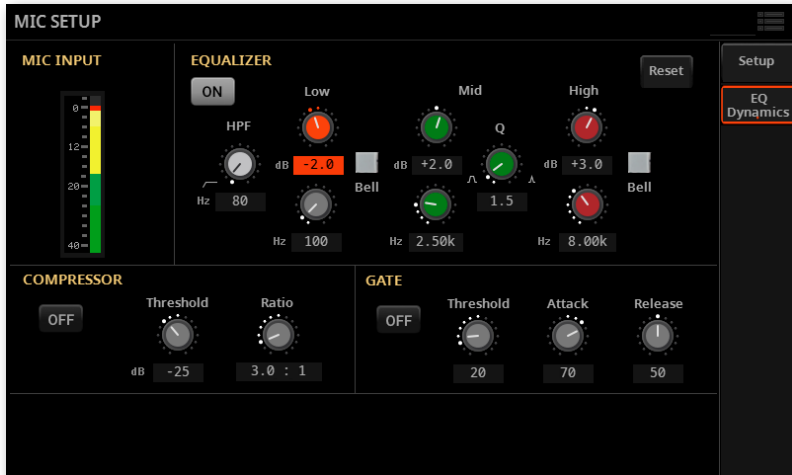 MIC SETUP
MIC INPUT
0
12
20
40
EQUALIZER
ON
Reset
Low
Mid
High
HPF
Q
dB -2.0
Bell
dB +2.0
dB +3.0
Bell
Hz 80
1.5
Hz 100
Hz 2.50k
Hz 8.00k
Setup
EQ
Dynamics
COMPRESSOR
OFF
Threshold
Ratio
dB -25
3.0 : 1
GATE
OFF
Threshold
Attack
Release
20
70
50